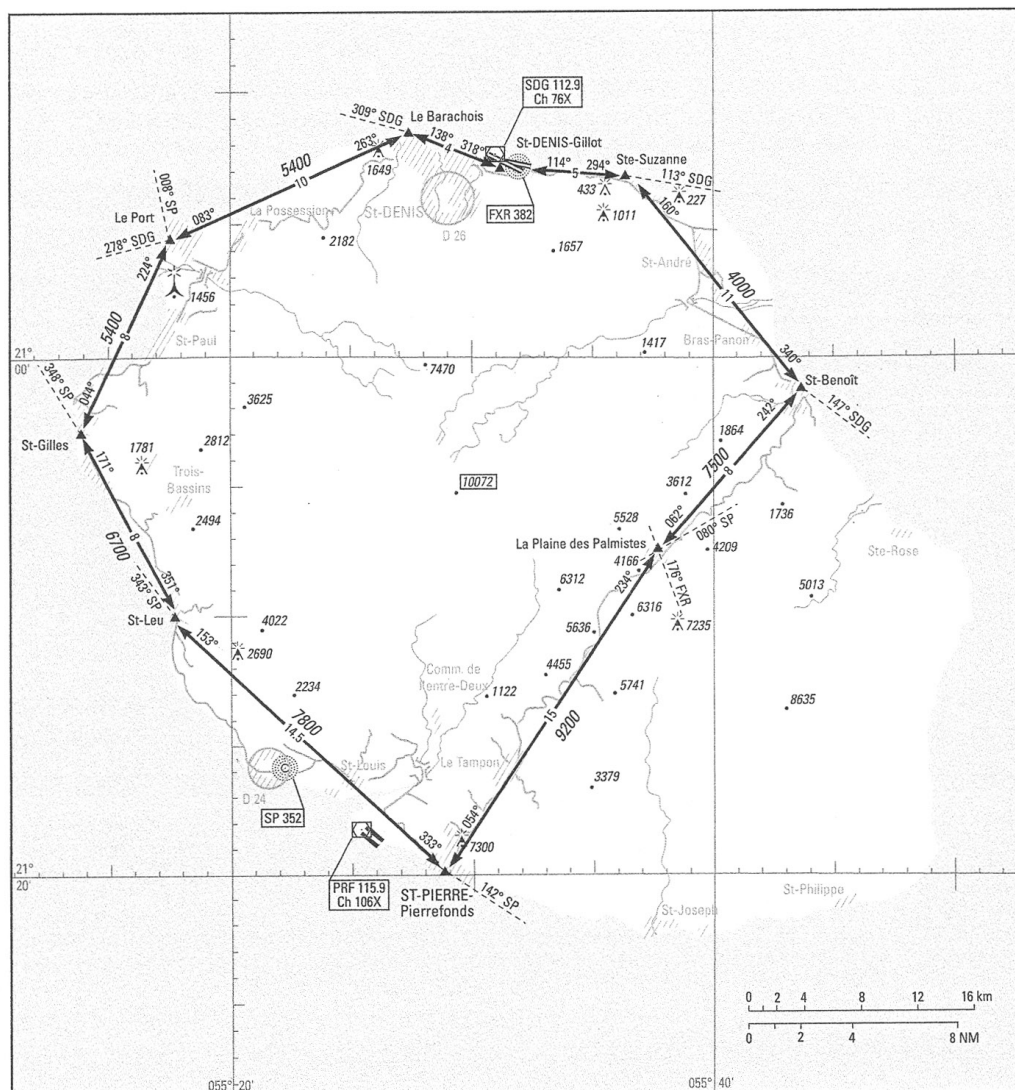 SDG 112.9
Ch 76X
309° SDG
Le Barachois
138°
4
318°
St-DENIS-Gillot
263°
5400
10
1649
114°
5
294°
Ste-Suzanne
113° SDG
433
227
008° SP
083°
La Possession
St-DENIS
FXR 382
1011
160°
Le Port
278° SDG
D 26
2182
1657
St-André
224°
1456
4000
11
5400
8
St-Paul
Bras-Panon
21°
00'
348° SP
1417
340°
7470
St-Benoît
044°
3625
242°
147° SDG
St-Gilles
1781
2812
1864
171°
Trois-
Bassins
7500
8
10072
3612
2494
5528
062°
1736
8
6700
La Plaine des Palmistes
080° SP
4209
Ste-Rose
343° SP
351°
4166
234°
176° FXR
6312
5013
St-Leu
6316
7235
153°
4022
5636
2690
Comm. de
l'Entre-Deux
4455
2234
1122
5741
8635
7800
14.5
15
9200
St-Louis
Le Tampon
3379
D 24
SP 352
054°
333°
7300
21°
20'
PRF 115.9
Ch 106X
142° SP
ST-PIERRE-
Pierrefonds
St-Philippe
St-Joseph
0 2 4 8 12 16 km
0 2 4 8 NM
055° 20'
055° 40'